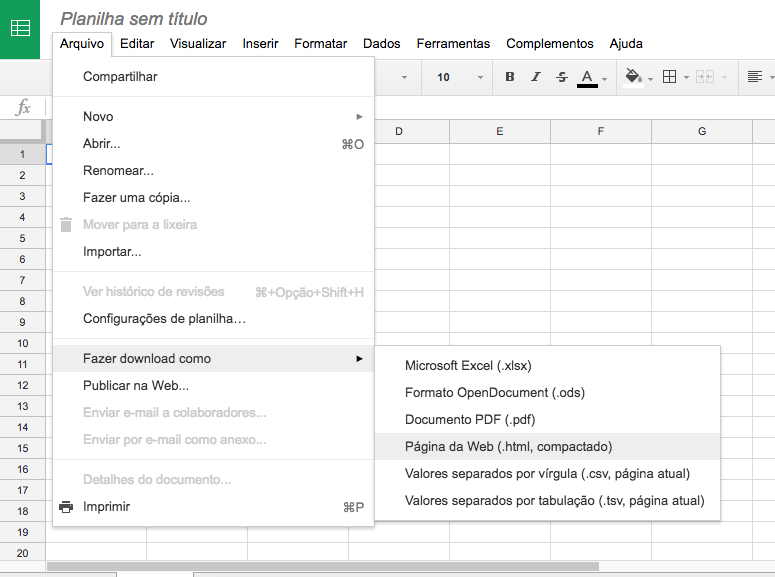 Planilha sem título
Arquivo Editar Visualizar Inserir Formatar Dados Ferramentas Complementos Ajuda
10 B I S A
fx
D E F G
Compartilhar
Novo
Abrir... ⌘O
Renomear...
Fazer uma cópia...
Mover para a lixeira
Importar...
Ver histórico de revisões ⌘+Opção+Shift+H
Configurações de planilha...
Fazer download como
Publicar na Web...
Enviar e-mail a colaboradores...
Enviar por e-mail como anexo...
Detalhes do documento...
Imprimir ⌘P
Microsoft Excel (.xlsx)
Formato OpenDocument (.ods)
Documento PDF (.pdf)
Página da Web (.html, compactado)
Valores separados por vírgula (.csv, página atual)
Valores separados por tabulação (.tsv, página atual)
1
2
3
4
5
6
7
8
9
10
11
12
13
14
15
16
17
18
19
20